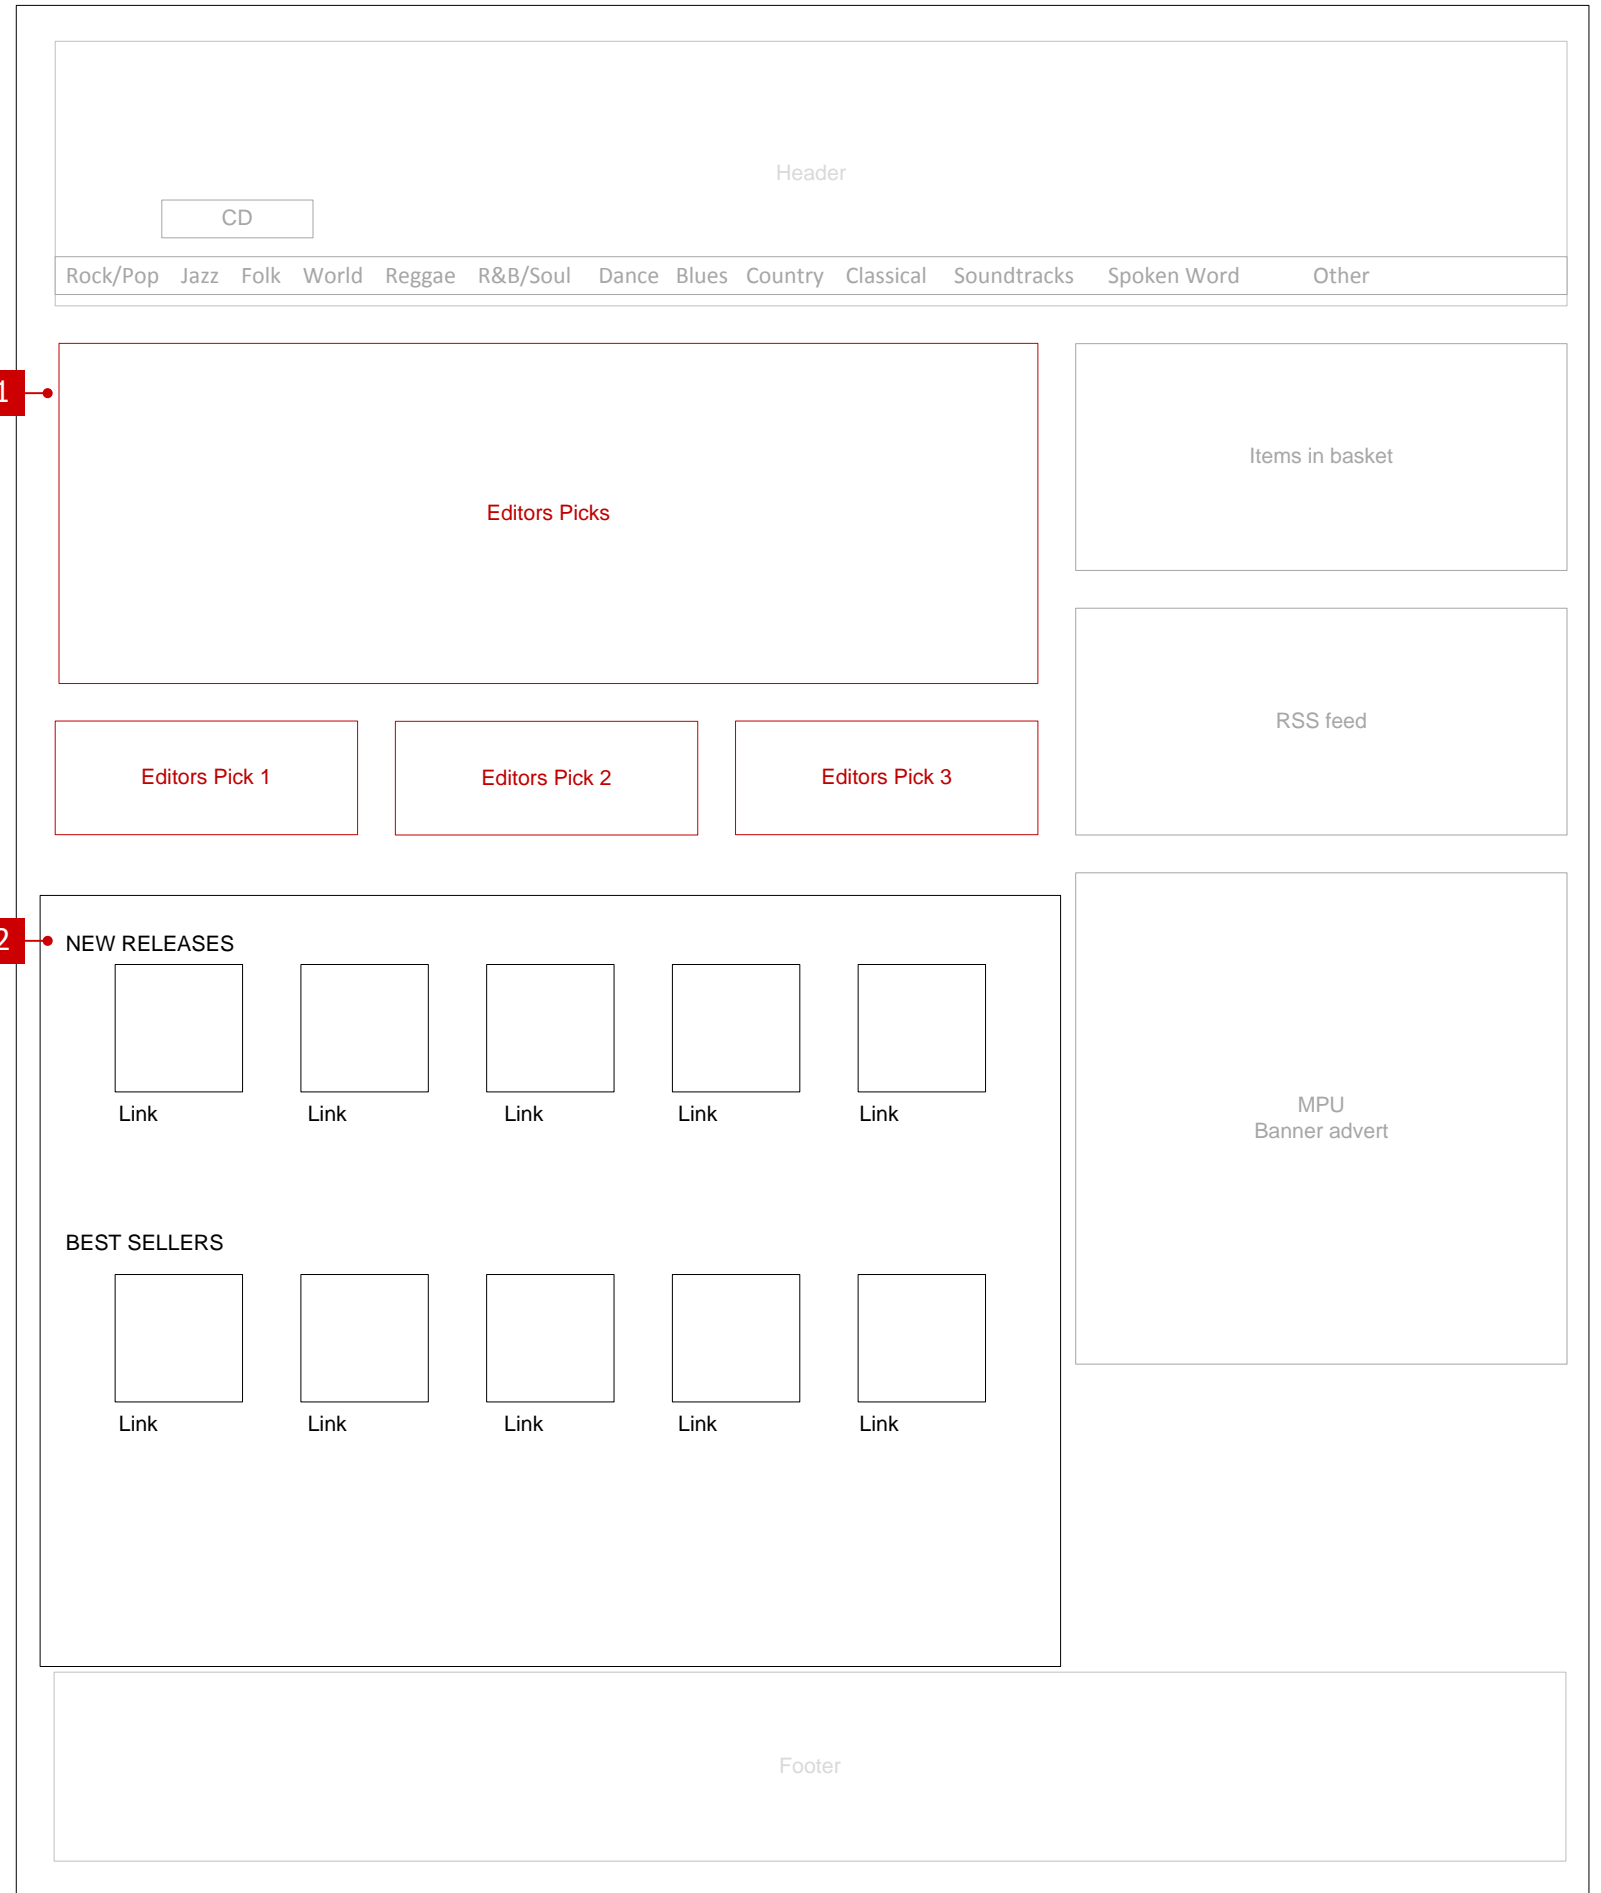 Header
CD
Rock/Pop Jazz Folk World Reggae R&B/Soul Dance Blues Country Classical Soundtracks Spoken Word Other
1
Editors Picks
Items in basket
RSS feed
Editors Pick 1
Editors Pick 2
Editors Pick 3
2
NEW RELEASES
Link Link Link Link Link
MPU
Banner advert
BEST SELLERS
Link Link Link Link Link
Footer